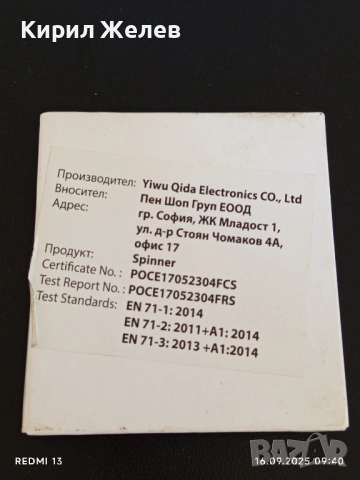 Кирил Желев
Производител: Yiwu Qida Electronics CO., Ltd
Вносител: Пен Шоп Груп ЕООД
Адрес: гр. София, ЖК Младост 1,
ул. д-р Стоян Чомаков 4А,
офис 17
Продукт: Spinner
Certificate No.: POCE17052304FCS
Test Report No.: POCE17052304FRS
Test Standards: EN 71-1: 2014
EN 71-2: 2011+A1: 2014
EN 71-3: 2013 +A1:2014
REDMI 13
16.09.2025 09:40
BAZAR